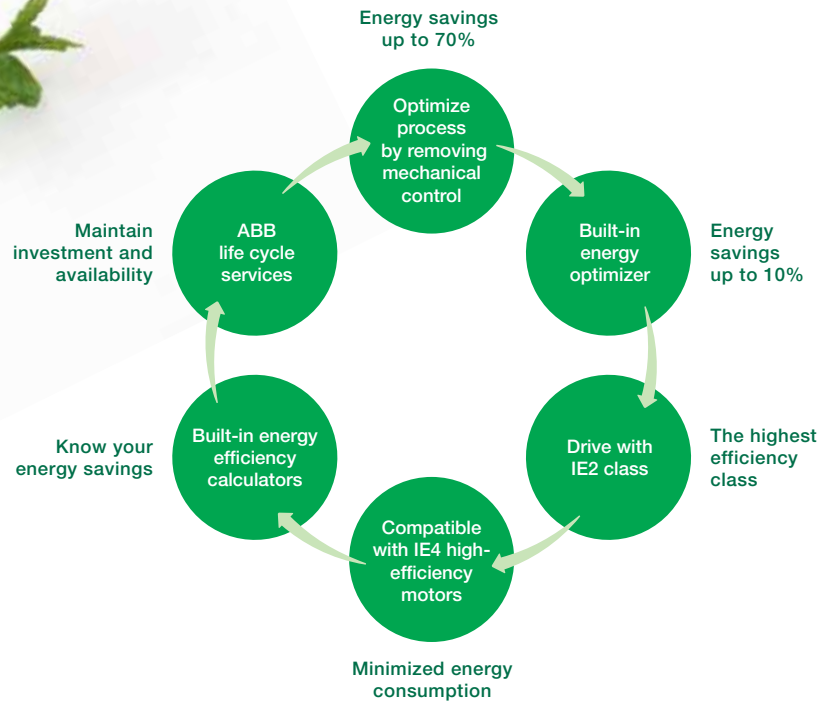 Energy savings
up to 70%
Optimize
process
by removing
mechanical
control
Built-in
energy
optimizer
Energy
savings
up to 10%
Drive with
IE2 class
The highest
efficiency
class
Compatible
with IE4 high-
efficiency
motors
Minimized energy
consumption
Built-in energy
efficiency
calculators
Know your
energy savings
ABB
life cycle
services
Maintain
investment and
availability